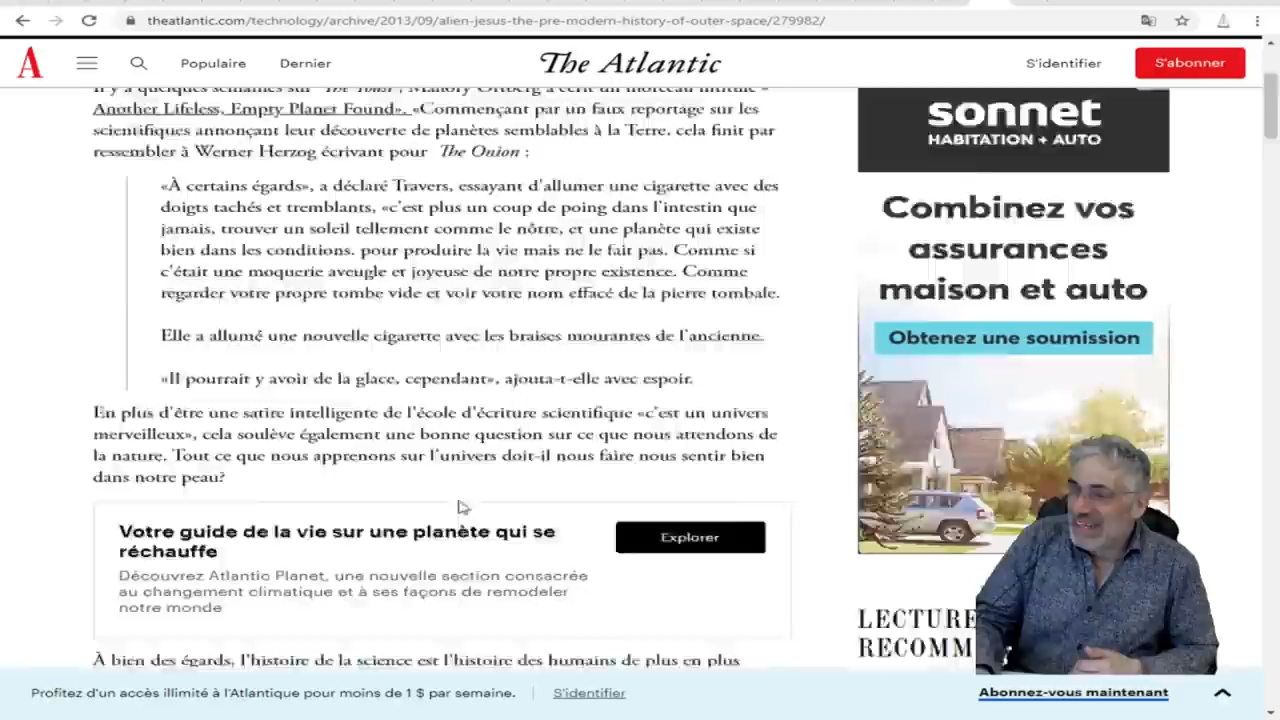 theatlantic.com/technology/archive/2013/09/alien-jesus-the-pre-modern-history-of-outer-space/279982/
A
Populaire
Dernier
The Atlantic
S'identifier
S'abonner
Another Lifeless, Empty Planet Found». «Commençant par un faux reportage sur les
scientifiques annonçant leur découverte de planètes semblables à la Terre, cela finit par
ressembler à Werner Herzog écrivant pour The Onion :
«À certains égards», a déclaré Travers, essayant d'allumer une cigarette avec des
doigts tachés et tremblants, «c'est plus un coup de poing dans l'intestin que
jamais, trouver un soleil tellement comme le nôtre, et une planète qui existe
bien dans les conditions. pour produire la vie mais ne le fait pas. Comme si
c'était une moquerie aveugle et joyeuse de notre propre existence. Comme
regarder votre propre tombe vide et voir votre nom effacé de la pierre tombale.
Elle a allumé une nouvelle cigarette avec les braises mourantes de l'ancienne.
«Il pourrait y avoir de la glace, cependant», ajouta-t-elle avec espoir.
En plus d'être une satire intelligente de l'école d'écriture scientifique «c'est un univers
merveilleux», cela soulève également une bonne question sur ce que nous attendons de
la nature. Tout ce que nous apprenons sur l'univers doit-il nous faire nous sentir bien
dans notre peau?
Votre guide de la vie sur une planète qui se
réchauffe
Explorer
Découvrez Atlantic Planet, une nouvelle section consacrée
au changement climatique et à ses façons de remodeler
notre monde
À bien des égards, l'histoire de la science est l'histoire des humains de plus en plus
sonnet
HABITATION + AUTO
Combinez vos
assurances
maison et auto
Obtenez une soumission
LECTURE
RECOMM
Profitez d'un accès illimité à l'Atlantique pour moins de 1 $ par semaine.
S'identifier
Abonnez-vous maintenant